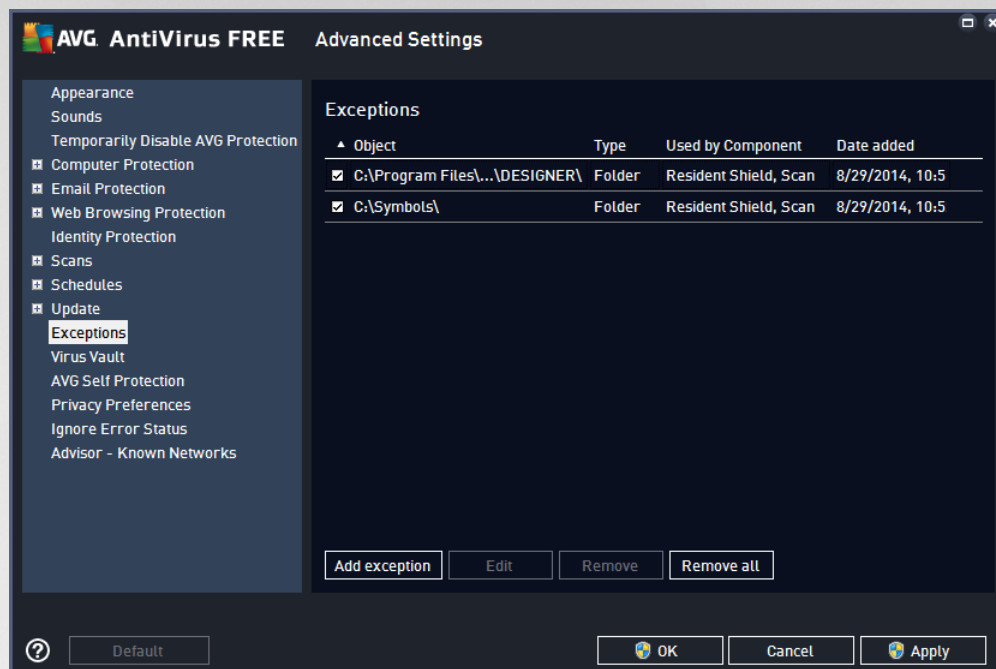 AVG AntiVirus FREE Advanced Settings
Appearance
Sounds
Temporarily Disable AVG Protection
Computer Protection
Email Protection
Web Browsing Protection
Identity Protection
Scans
Schedules
Update
Exceptions
Virus Vault
AVG Self Protection
Privacy Preferences
Ignore Error Status
Advisor - Known Networks
Exceptions
Object Type Used by Component Date added
C:\Program Files\...\DESIGNER\ Folder Resident Shield, Scan 8/29/2014, 10:5
C:\Symbols\ Folder Resident Shield, Scan 8/29/2014, 10:5
Add exception Edit Remove Remove all
? Default OK Cancel Apply